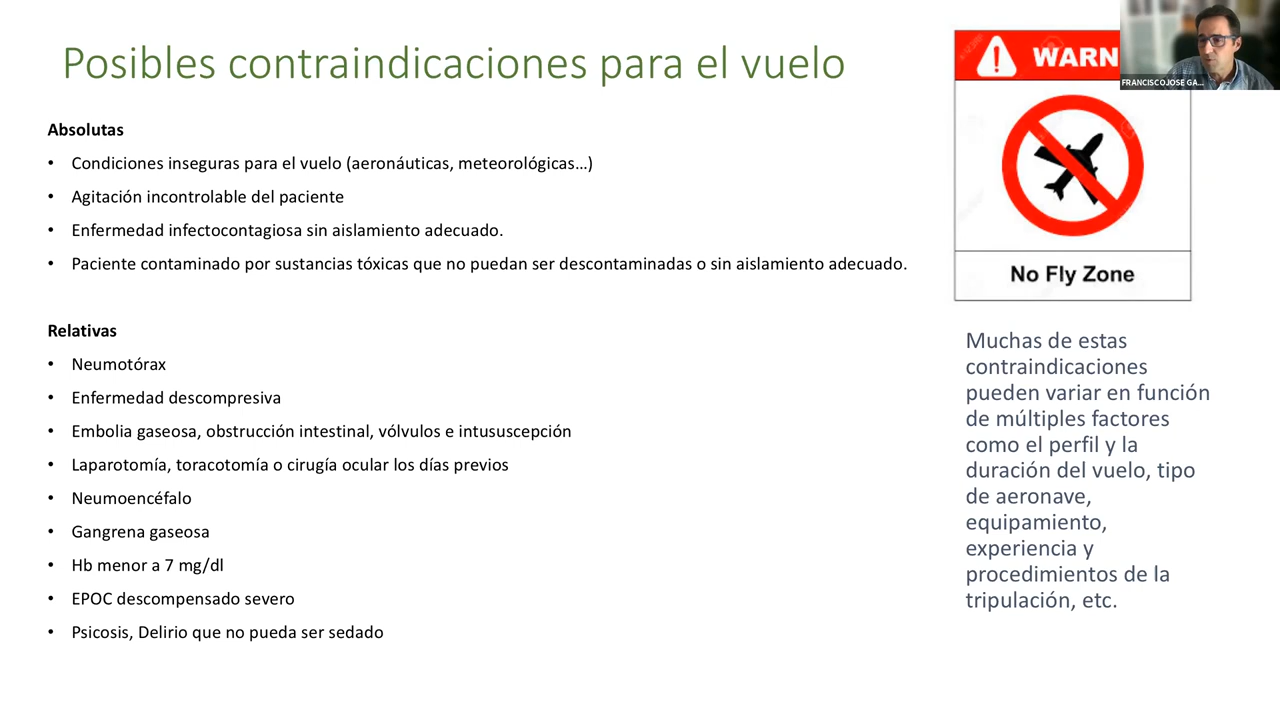 Posibles contraindicaciones para el vuelo
Absolutas
• Condiciones inseguras para el vuelo (aeronáuticas, meteorológicas…)
• Agitación incontrolable del paciente
• Enfermedad infectocontagiosa sin aislamiento adecuado.
• Paciente contaminado por sustancias tóxicas que no puedan ser descontaminadas o sin aislamiento adecuado.
Relativas
• Neumotórax
• Enfermedad descompresiva
• Embolia gaseosa, obstrucción intestinal, vólvulos e intususcepción
• Laparotomía, toracotomía o cirugía ocular los días previos
• Neumoencéfalo
• Gangrena gaseosa
• Hb menor a 7 mg/dl
• EPOC descompensado severo
• Psicosis, Delirio que no pueda ser sedado
WARN
No Fly Zone
FRANCISCOJOSE GA...
Muchas de estas
contraindicaciones
pueden variar en función
de múltiples factores
como el perfil y la
duración del vuelo, tipo
de aeronave,
equipamiento,
experiencia y
procedimientos de la
tripulación, etc.